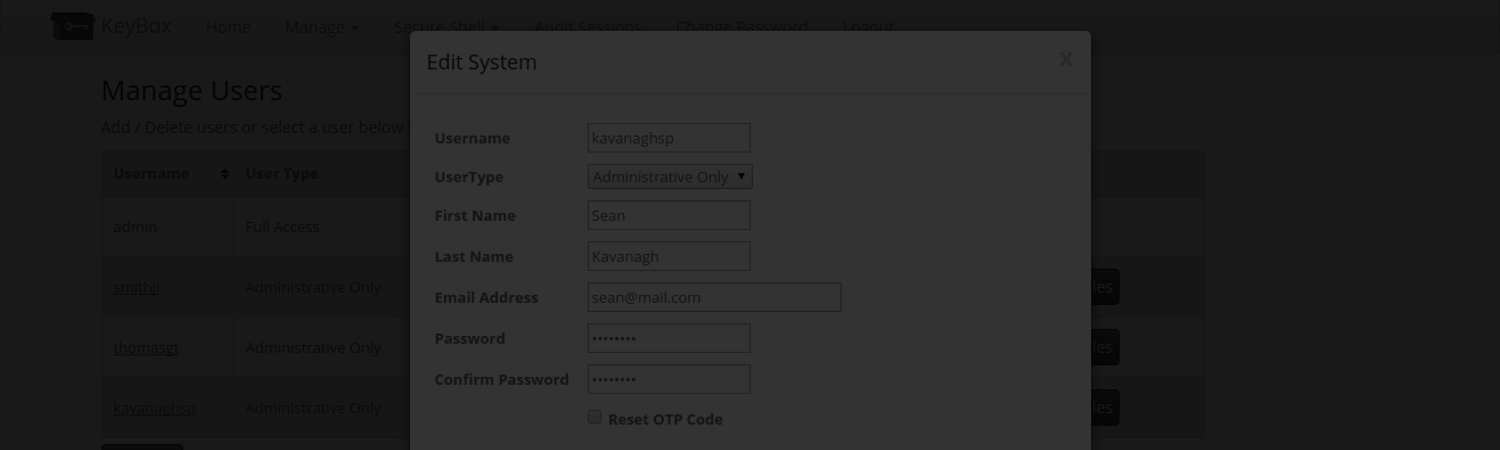 KeyBox Home Manage Secure Shell Audit Sessions Change Password Logout
Edit System X
Manage Users
Add / Delete users or select a user below
Username User Type
admin Full Access
smithjl Administrative Only
thomasgt Administrative Only
kavanaghsp Administrative Only
Username kavanaghsp
UserType Administrative Only
First Name Sean
Last Name Kavanagh
Email Address sean@mail.com
Password ••••••••
Confirm Password ••••••••
Reset OTP Code
les
les
les